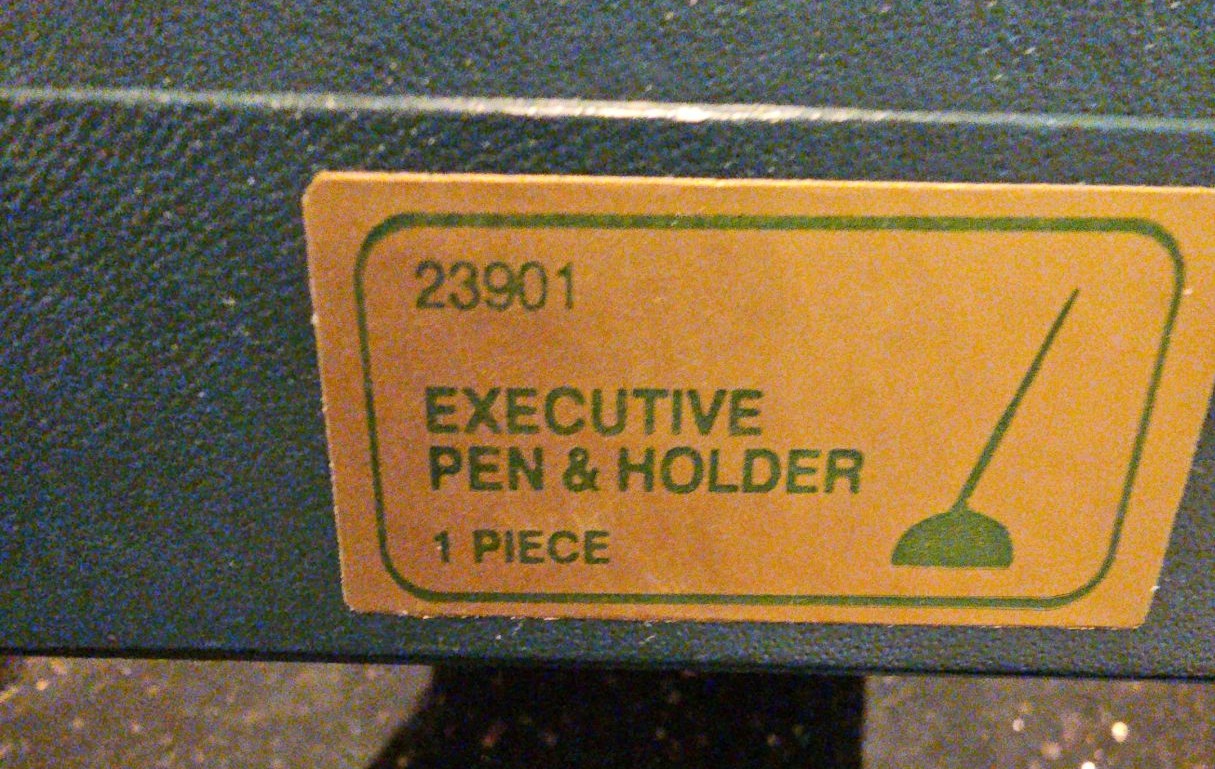 23901
EXECUTIVE
PEN & HOLDER
1 PIECE